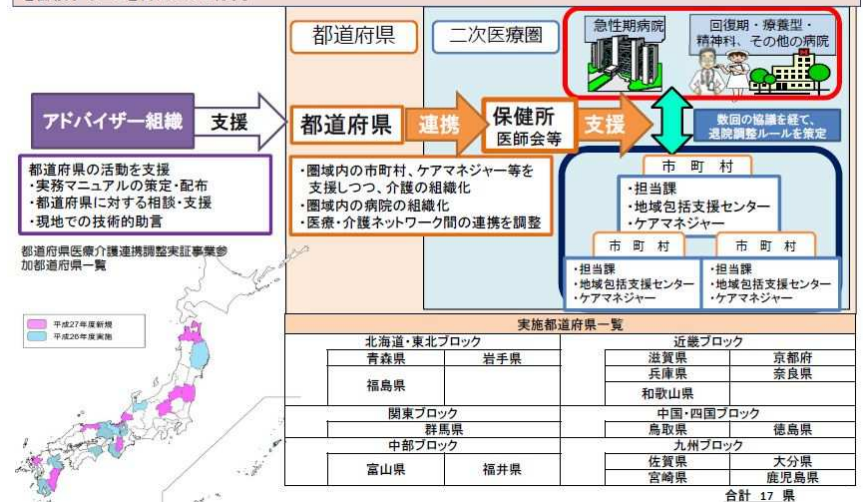 都道府県
二次医療圏
急性期病院
回復期・療養型・
精神科、その他の病院
アドバイザー組織
支援
都道府県
連携
保健所
医師会等
支援
数回の協議を経て、
退院調整ルールを策定
都道府県の活動を支援
・実務マニュアルの策定・配布
・都道府県に対する相談・支援
・現地での技術的助言
・圏域内の市町村、ケアマネジャー等を
支援しつつ、介護の組織化
・圏域内の病院の組織化
・医療・介護ネットワーク間の連携を調整
市 町 村
・担当課
・地域包括支援センター
・ケアマネジャー
市 町 村
・担当課
・地域包括支援センター
・ケアマネジャー
市 町 村
・担当課
・地域包括支援センター
・ケアマネジャー
都道府県医療介護連携調整実証事業参
加都道府県一覧
平成27年度新規
平成26年度実施
実施都道府県一覧
北海道・東北ブロック 近畿ブロック
青森県 岩手県 滋賀県 京都府
福島県 兵庫県 奈良県
和歌山県
関東ブロック 中国・四国ブロック
群馬県 鳥取県 徳島県
中部ブロック 九州ブロック
富山県 福井県 佐賀県 大分県
宮崎県 鹿児島県
合計 17 県